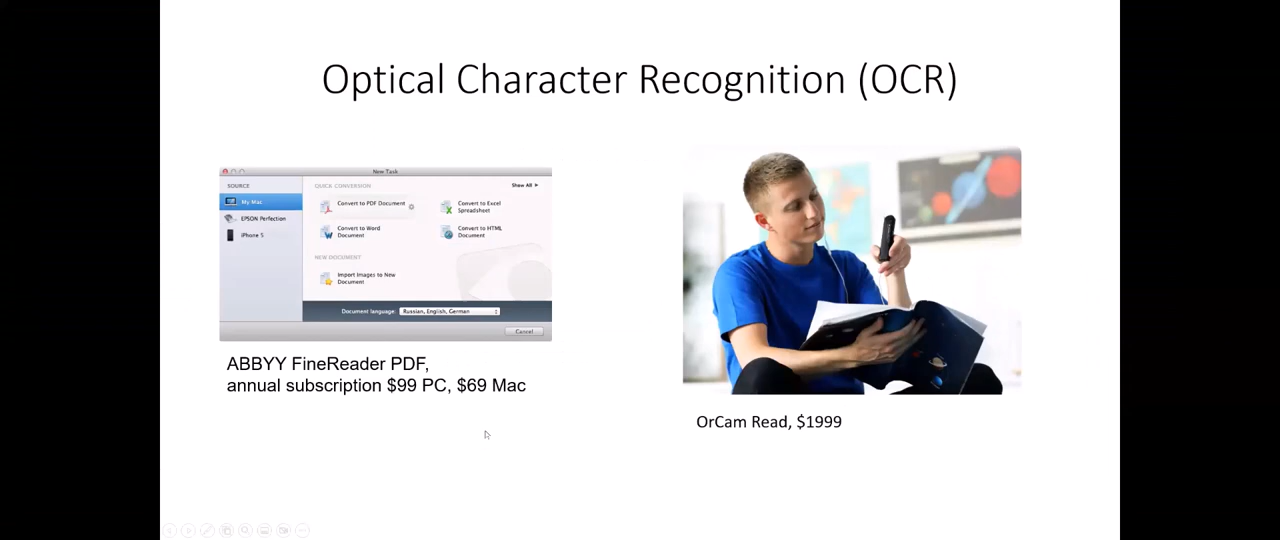 Optical Character Recognition (OCR)
New Task
SOURCE
My Mac
EPSON Perfection
iPhone 5
QUICK CONVERSION
Show All
Convert to PDF Document
Convert to Excel
Spreadsheet
Convert to Word
Document
Convert to HTML
Document
NEW DOCUMENT
Import Images to New
Document
Document language:
Russian, English, German
Cancel
ABBYY FineReader PDF,
annual subscription $99 PC, $69 Mac
OrCam Read, $1999